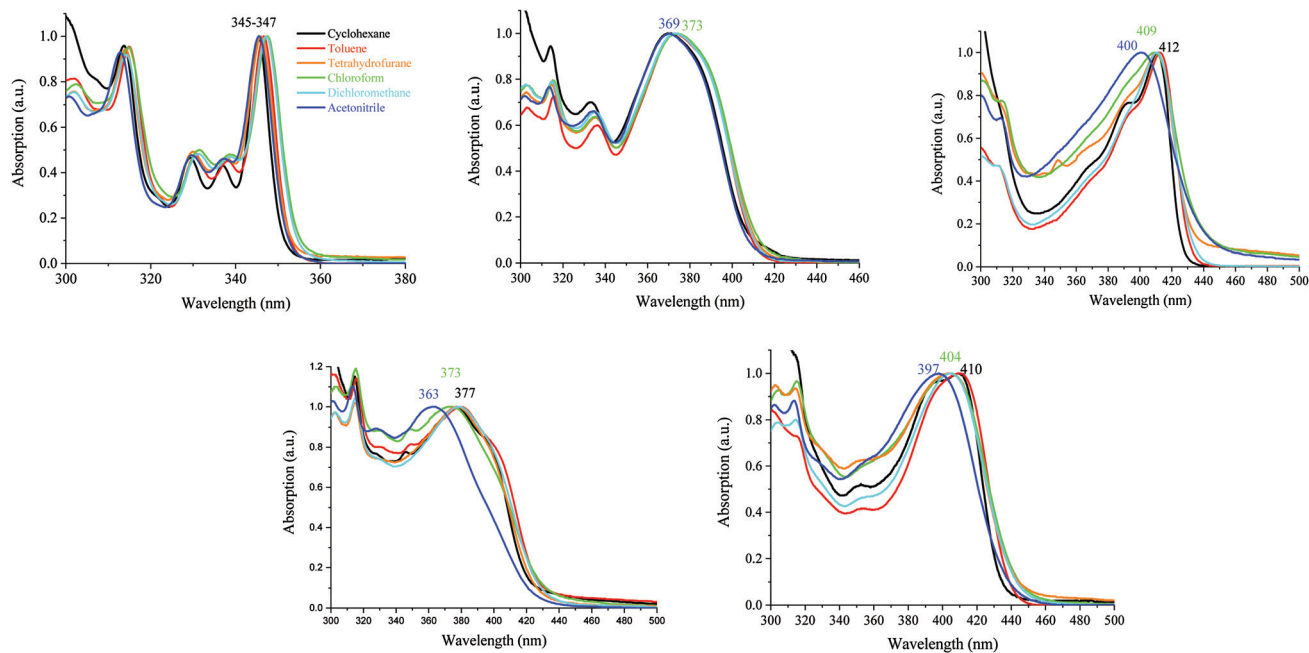 345-347
Cyclohexane
Toluene
Tetrahydrofurane
Chloroform
Dichloromethane
Acetonitrile
1.0
0.8
0.6
0.4
0.2
0.0
300
320
340
360
380
Absorption (a.u.)
Wavelength (nm)
369 373
1.0
0.8
0.6
0.4
0.2
0.0
300 320 340 360 380 400 420 440 460
Absorption (a.u.)
Wavelength (nm)
409
400 412
1.0
0.8
0.6
0.4
0.2
0.0
300 320 340 360 380 400 420 440 460 480 500
Absorption (a.u.)
Wavelength (nm)
373
363 377
1.2
1.0
0.8
0.6
0.4
0.2
0.0
300 320 340 360 380 400 420 440 460 480 500
Absorption (a.u.)
Wavelength (nm)
404
397 410
1.0
0.8
0.6
0.4
0.2
0.0
300 320 340 360 380 400 420 440 460 480 500
Absorption (a.u.)
Wavelength (nm)